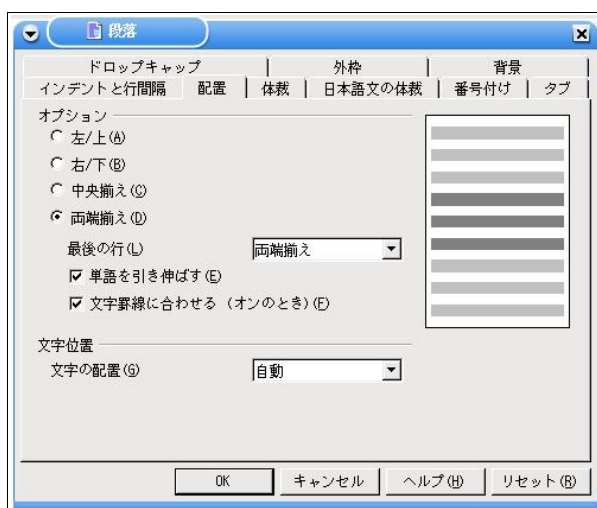 段落
ドロップキャップ 外枠 背景
インデントと行間隔 配置 体裁 日本語文の体裁 番号付け タブ
オプション
左/上(A)
右/下(B)
中央揃え(C)
両端揃え(D)
最後の行(L) 両端揃え
単語を引き伸ばす(E)
文字罫線に合わせる (オンのとき)(F)
文字位置
文字の配置(G) 自動
OK キャンセル ヘルプ(H) リセット(R)